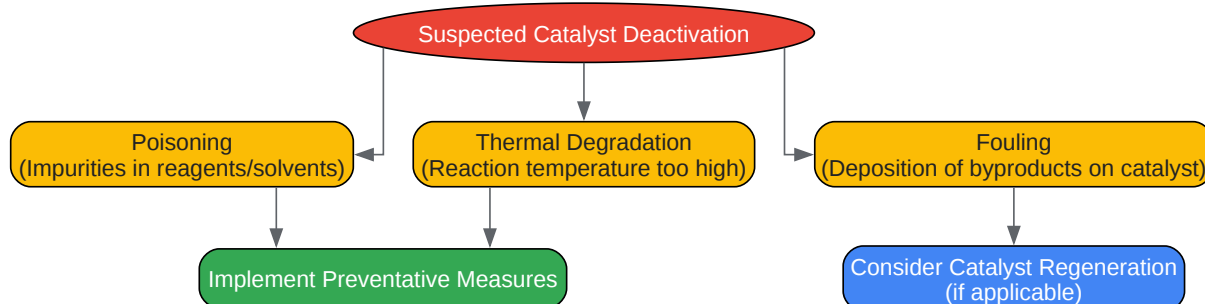 Suspected Catalyst Deactivation
Poisoning
(Impurities in reagents/solvents)
Thermal Degradation
(Reaction temperature too high)
Fouling
(Deposition of byproducts on catalyst)
Implement Preventative Measures
Consider Catalyst Regeneration
(if applicable)